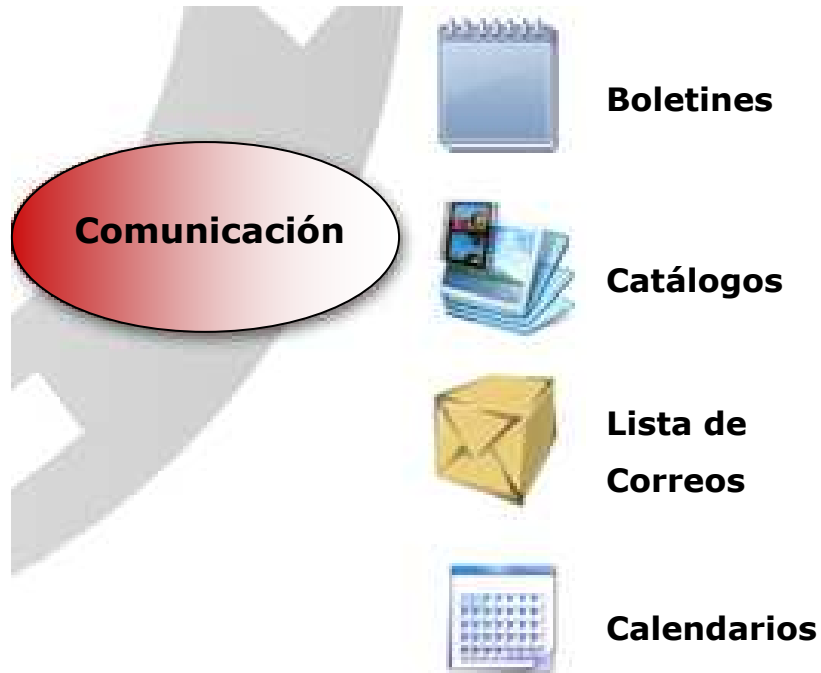 Comunicación
Boletines
Catálogos
Lista de
Correos
Calendarios